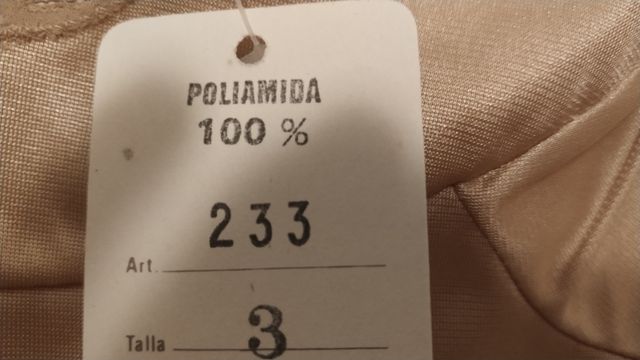 POLIAMIDA
100 %
233
Art.
3
Talla